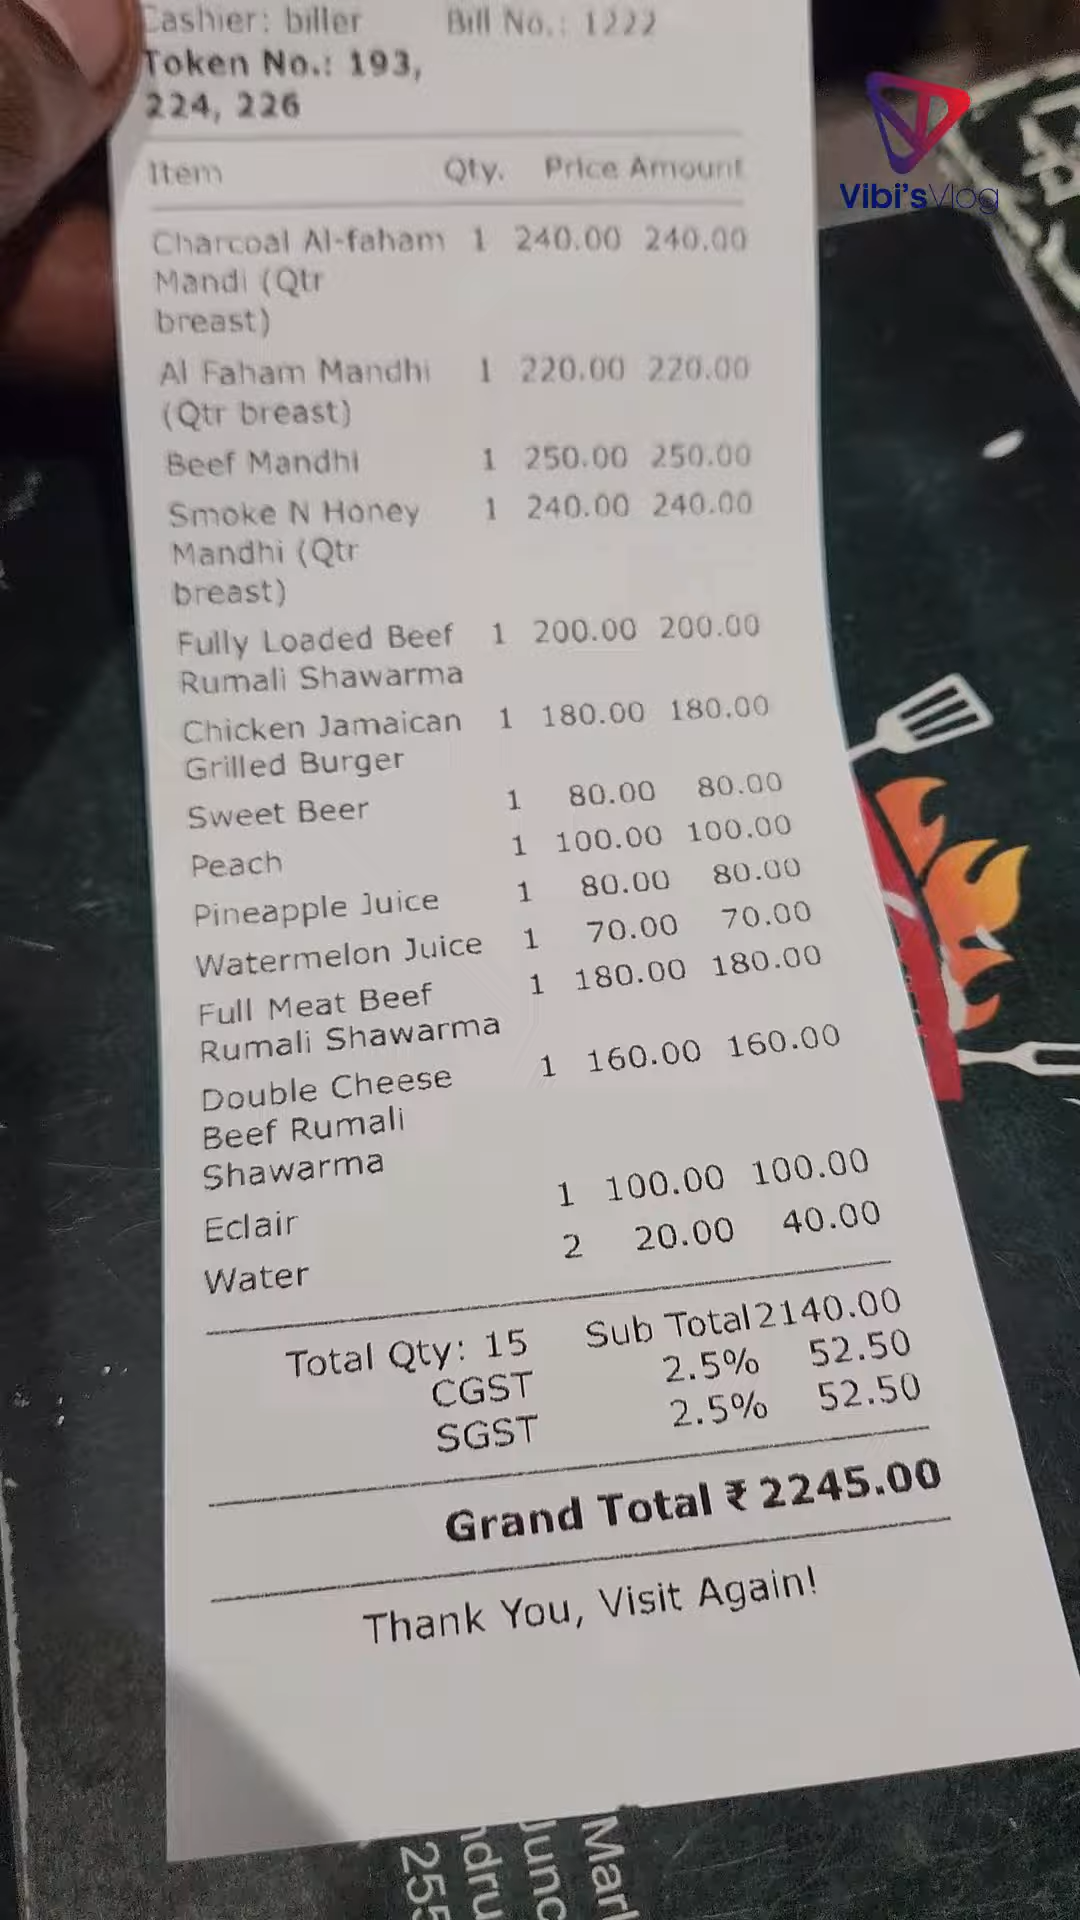 Cashier: biller Bill No.: 1222
Token No.: 193,
224, 226
Item Qty. Price Amount
Charcoal Al-faham 1 240.00 240.00
Mandi (Qtr
breast)
Al Faham Mandhi 1 220.00 220.00
(Qtr breast)
Beef Mandhi 1 250.00 250.00
Smoke N Honey 1 240.00 240.00
Mandhi (Qtr
breast)
Fully Loaded Beef 1 200.00 200.00
Rumali Shawarma
Chicken Jamaican 1 180.00 180.00
Grilled Burger
Sweet Beer 1 80.00 80.00
Peach 1 100.00 100.00
Pineapple Juice 1 80.00 80.00
Watermelon Juice 1 70.00 70.00
Full Meat Beef 1 180.00 180.00
Rumali Shawarma
Double Cheese 1 160.00 160.00
Beef Rumali
Shawarma
Eclair 1 100.00 100.00
Water 2 20.00 40.00
Total Qty: 15 Sub Total 2140.00
CGST 2.5% 52.50
SGST 2.5% 52.50
Grand Total ₹ 2245.00
Thank You, Visit Again!
Vibi's Vlog